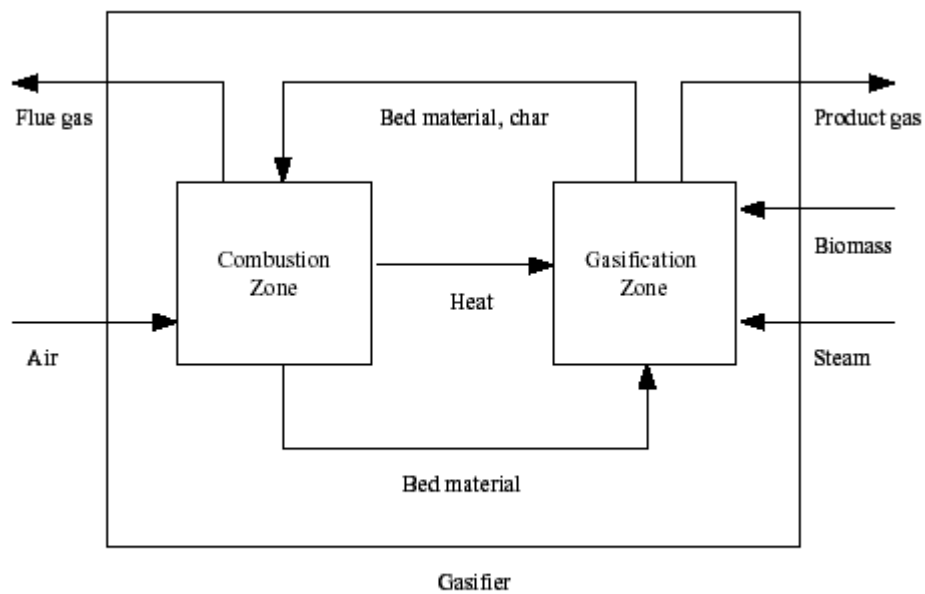 Flue gas
Bed material, char
Product gas
Combustion
Zone
Gasification
Zone
Biomass
Heat
Air
Steam
Bed material
Gasifier